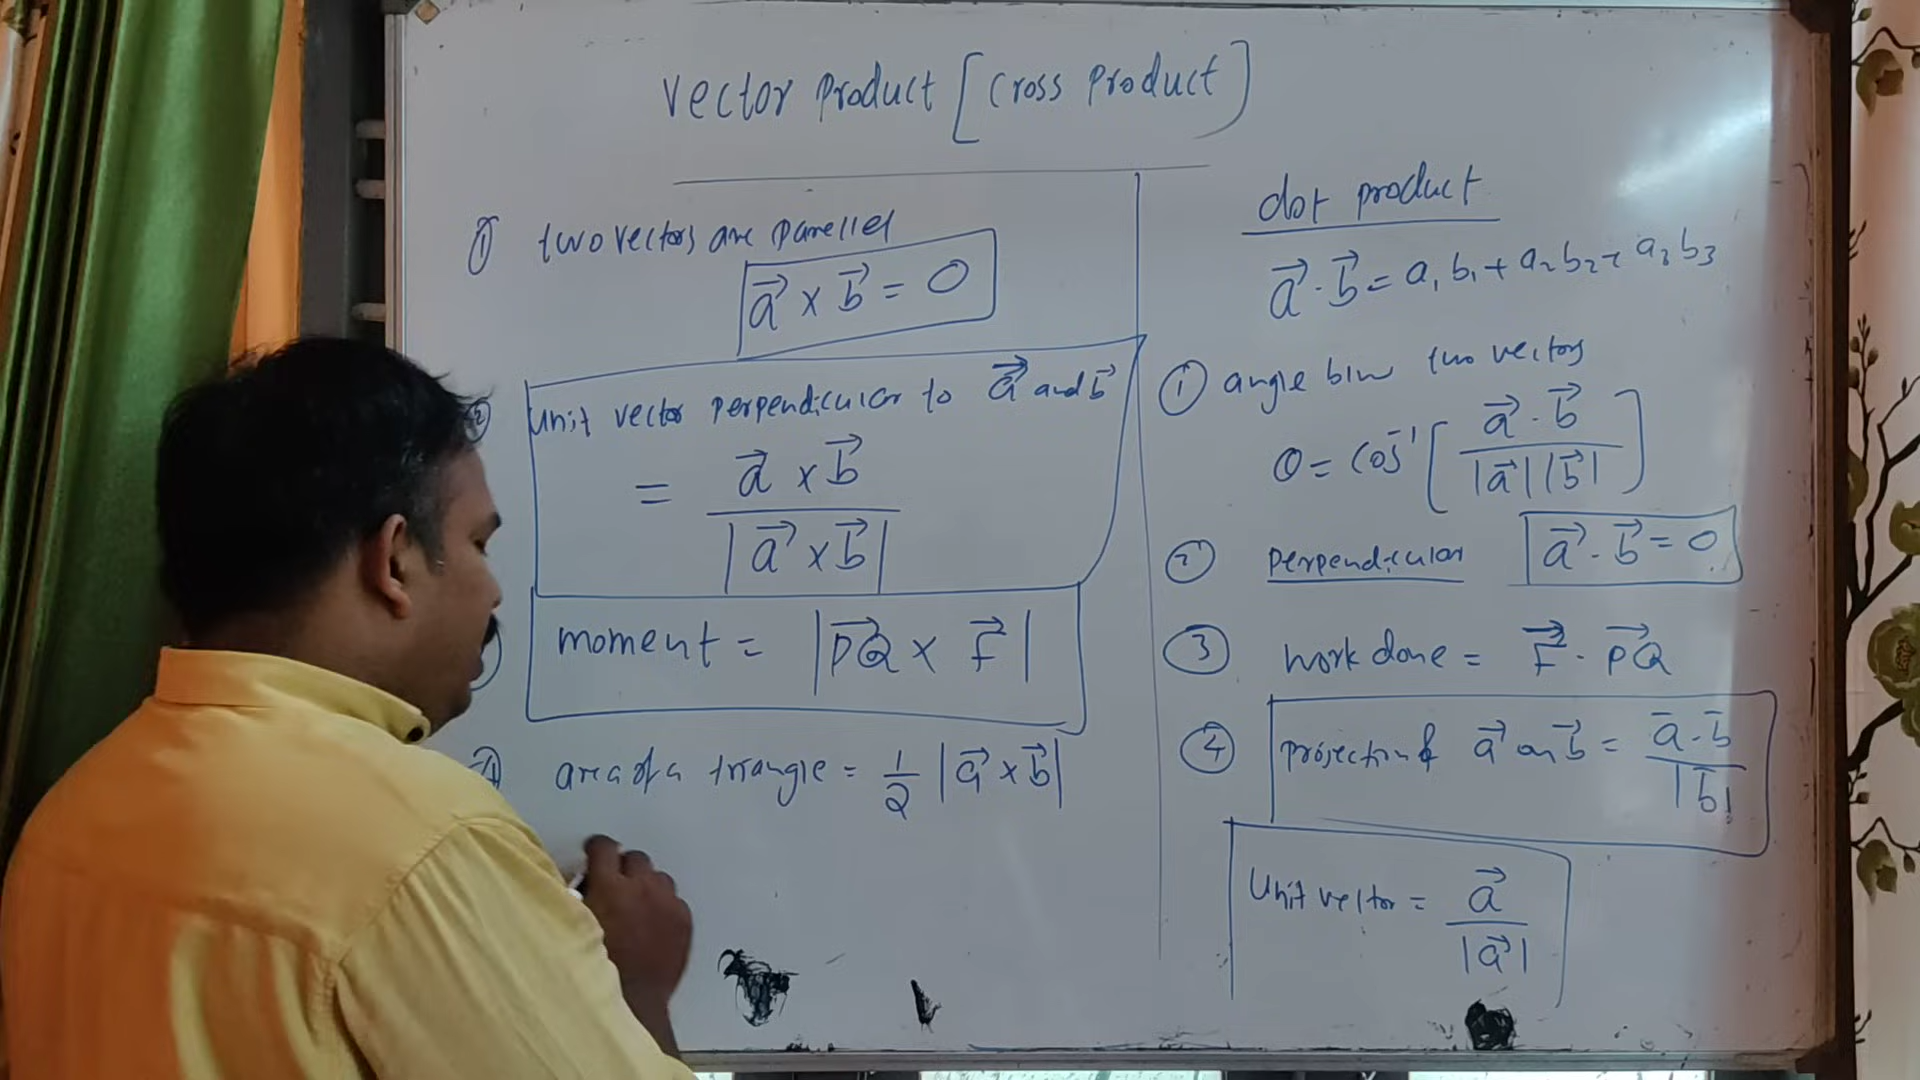 vector product [cross product]
① two vectors are parellel
a⃗ × b⃗ = 0
② unit vector perpendicular to a⃗ and b⃗
= a⃗ × b⃗ / |a⃗ × b⃗|
moment = |PQ⃗ × F⃗|
④ area of a triangle = 1/2 |a⃗ × b⃗|
dot product
a⃗ · b⃗ = a₁b₁ + a₂b₂ + a₃b₃
① angle b/w two vectors
θ = cos⁻¹ [a⃗ · b⃗ / |a⃗||b⃗|]
② perpendicular a⃗ · b⃗ = 0
③ work done = F⃗ · PQ⃗
④ projection of a⃗ on b⃗ = a̅ · b̅ / |b̅|
Unit vector = a⃗ / |a⃗|